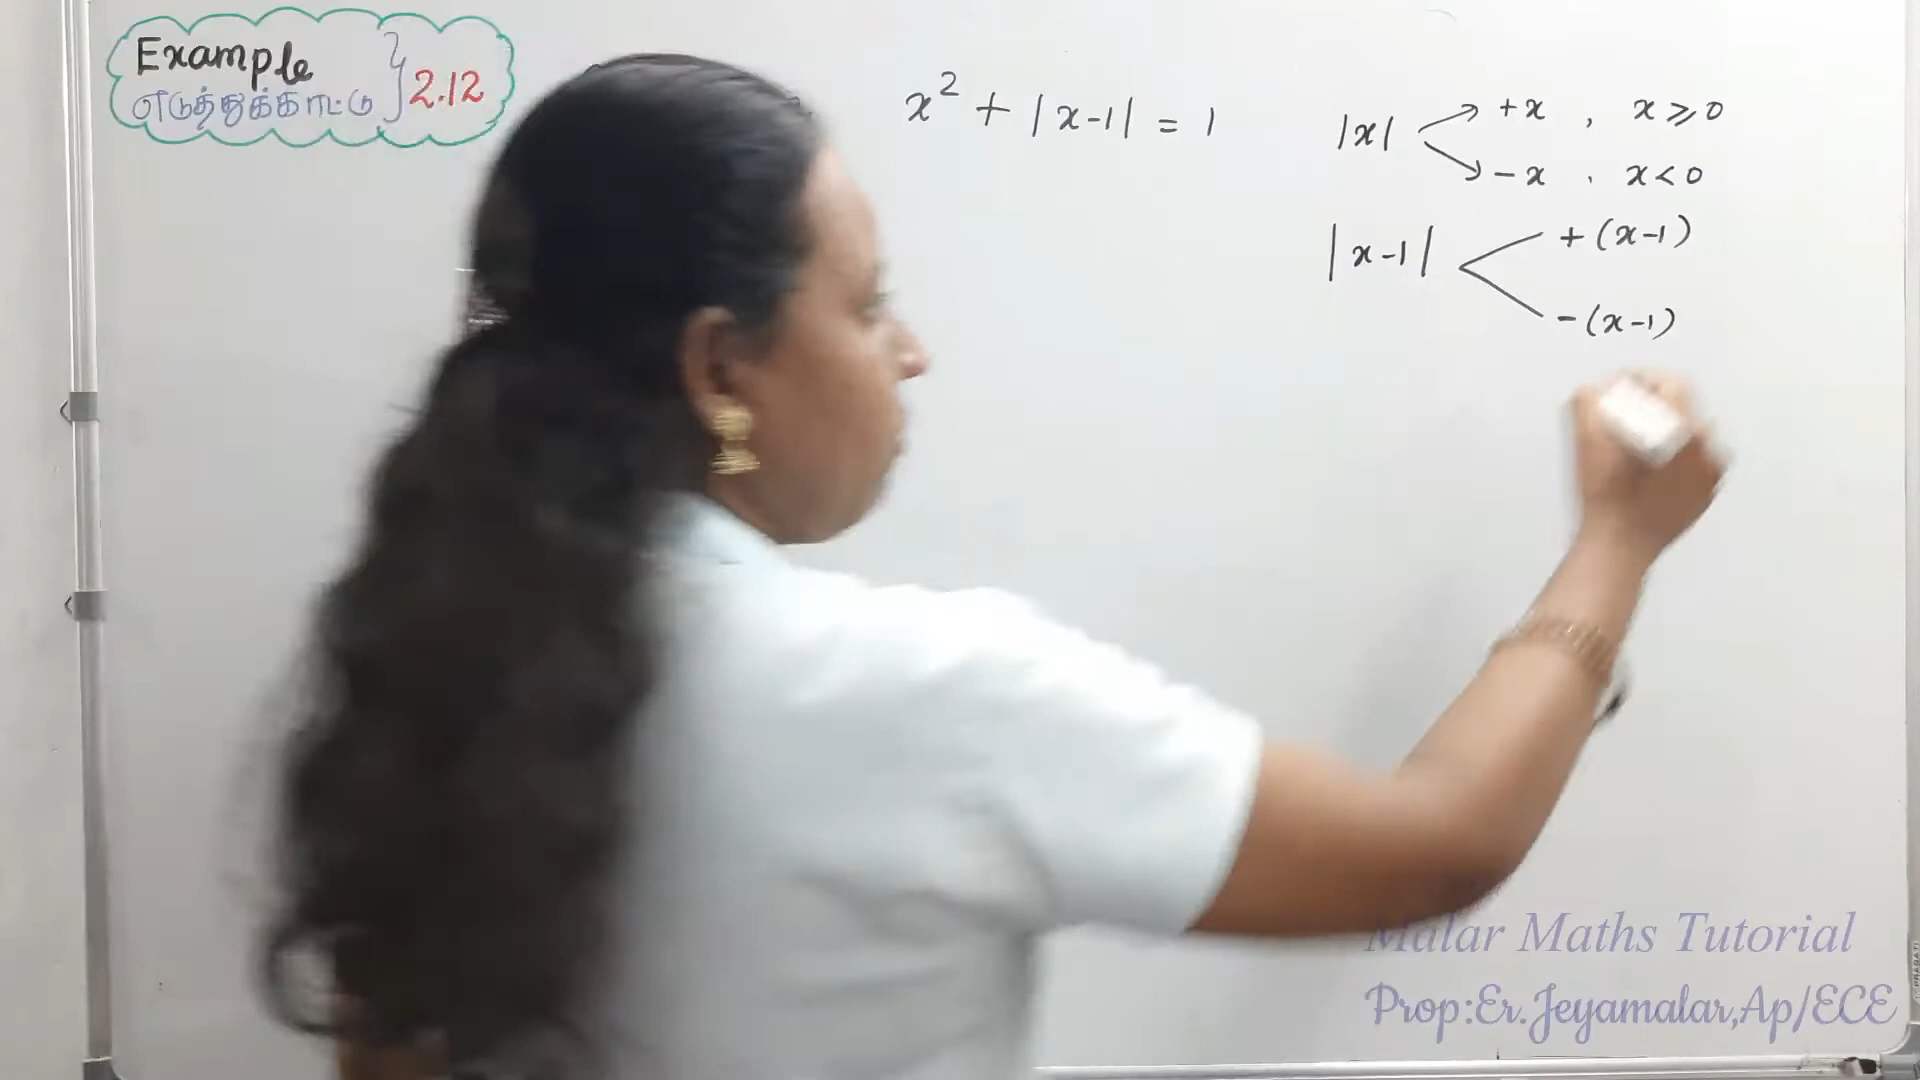 Example
எடுத்துக்காட்டு } 2.12
x² + |x-1| = 1
|x| +x , x ≥ 0
-x , x < 0
|x-1| + (x-1)
- (x-1)
Malar Maths Tutorial
Prop:Er.Jeyamalar,Ap/ECE